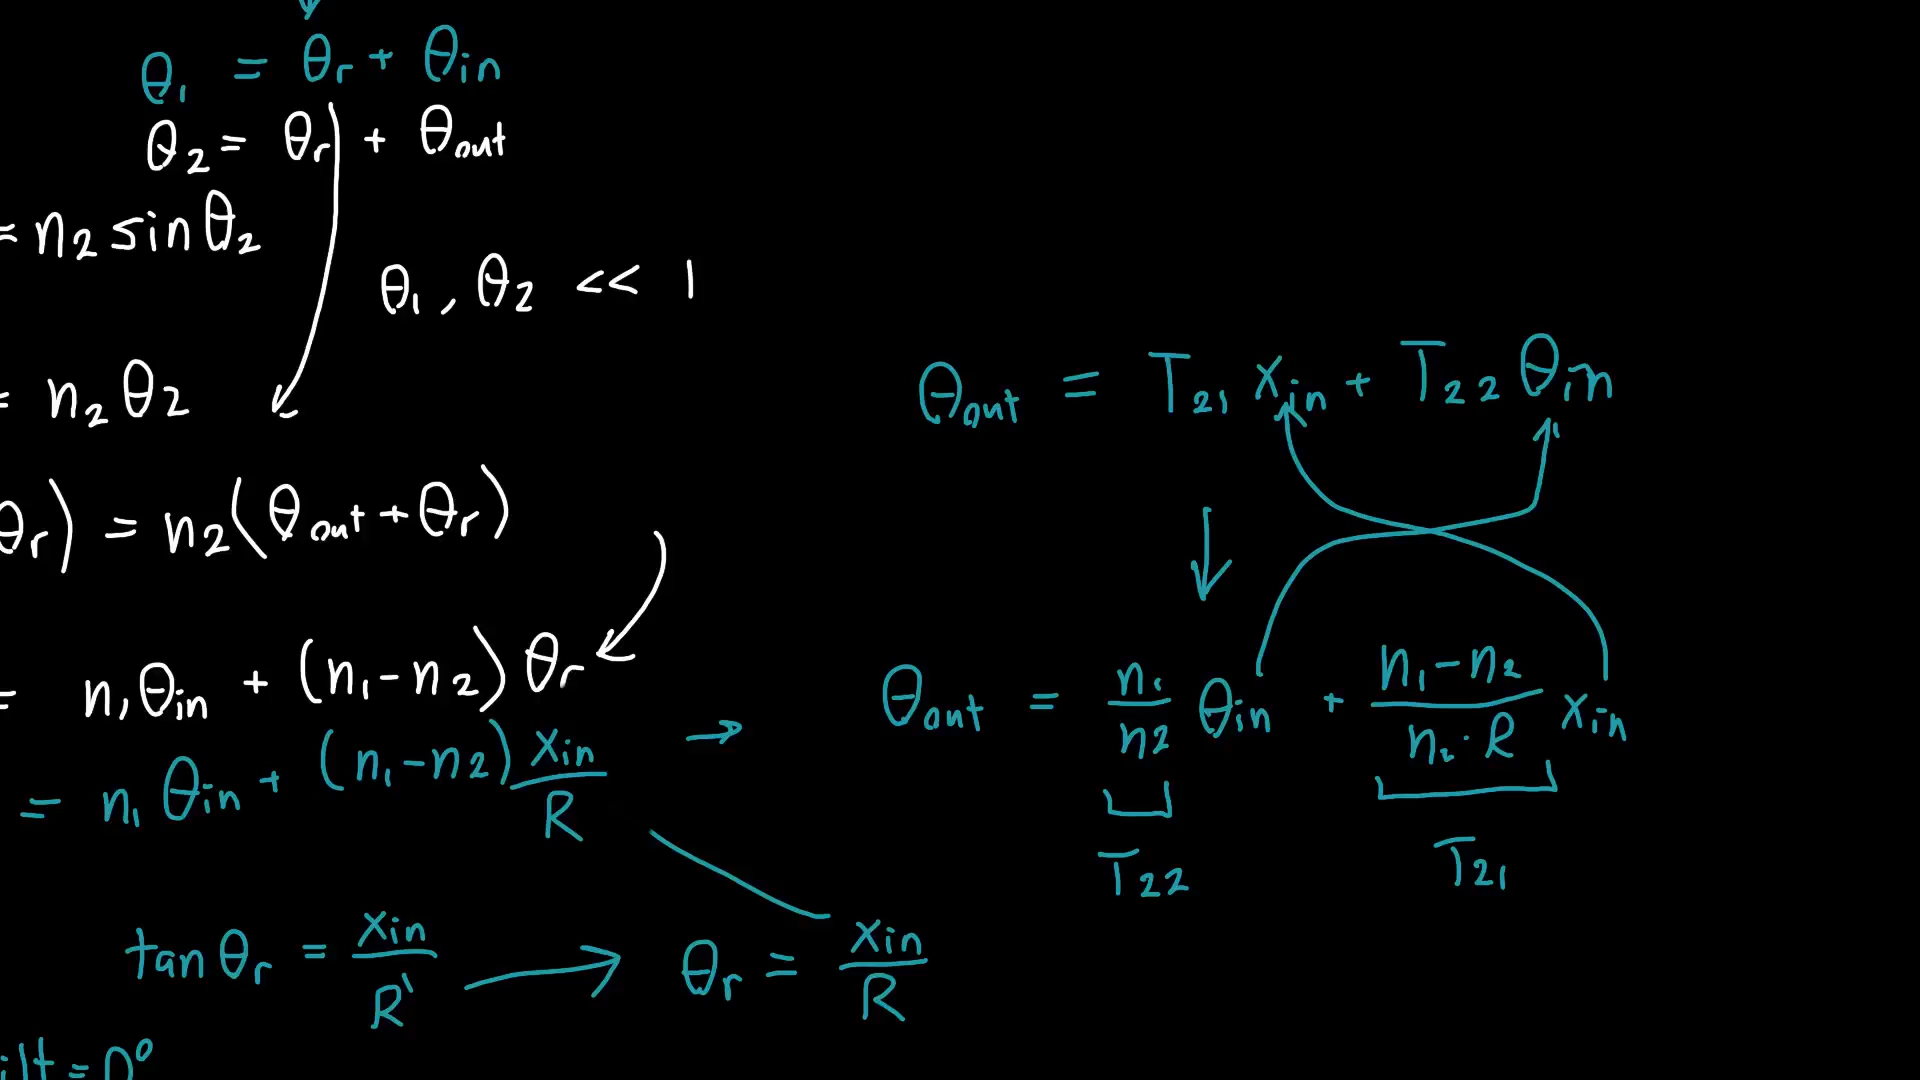 θ₁ = θr + θin
θ₂ = θr + θout
= n₂ sin θ₂
θ₁, θ₂ << 1
= n₂ θ₂
θr) = n₂(θout + θr)
= n₁θin + (n₁-n₂) θr
= n₁ θin + (n₁-n₂) xin/R
tan θr = xin/R'
θr = xin/R
ilt = 0°
θout = T₂₁ xin + T₂₂ θin
θout = n₁/n₂ θin + (n₁-n₂)/(n₂·R) xin
T₂₂
T₂₁